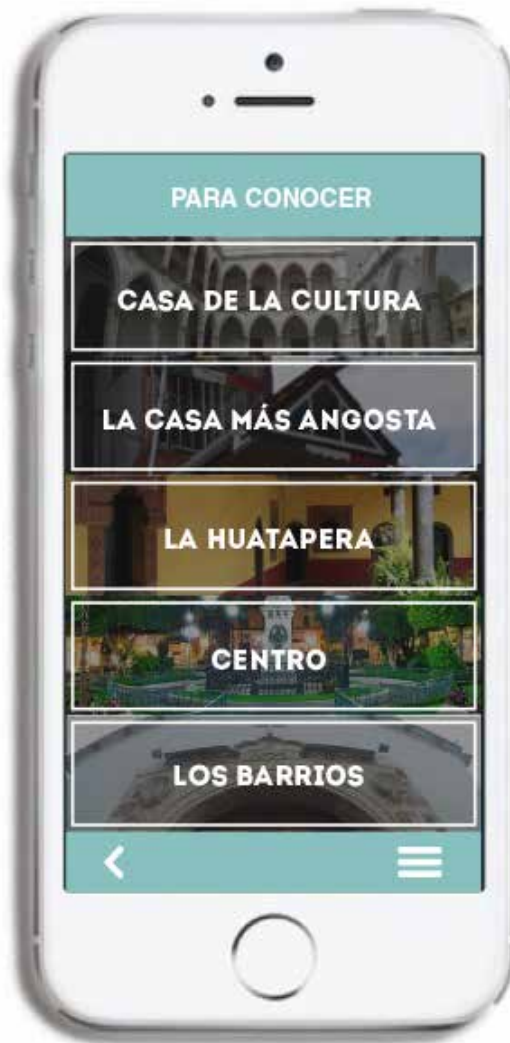 PARA CONOCER
CASA DE LA CULTURA
LA CASA MÁS ANGOSTA
LA HUATAPERA
CENTRO
LOS BARRIOS